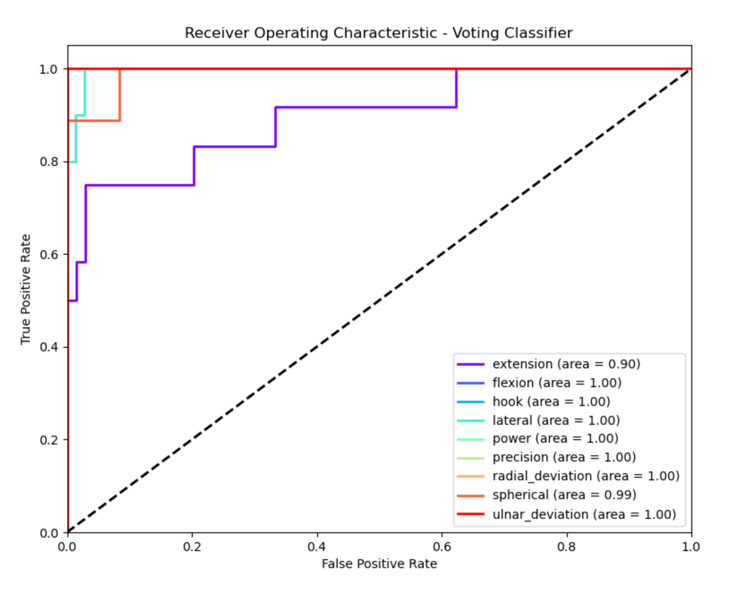 Receiver Operating Characteristic - Voting Classifier
True Positive Rate
1.0
0.8
0.6
0.4
0.2
0.0
extension (area = 0.90)
flexion (area = 1.00)
hook (area = 1.00)
lateral (area = 1.00)
power (area = 1.00)
precision (area = 1.00)
radial_deviation (area = 1.00)
spherical (area = 0.99)
ulnar_deviation (area = 1.00)
0.0 0.2 0.4 0.6 0.8 1.0
False Positive Rate